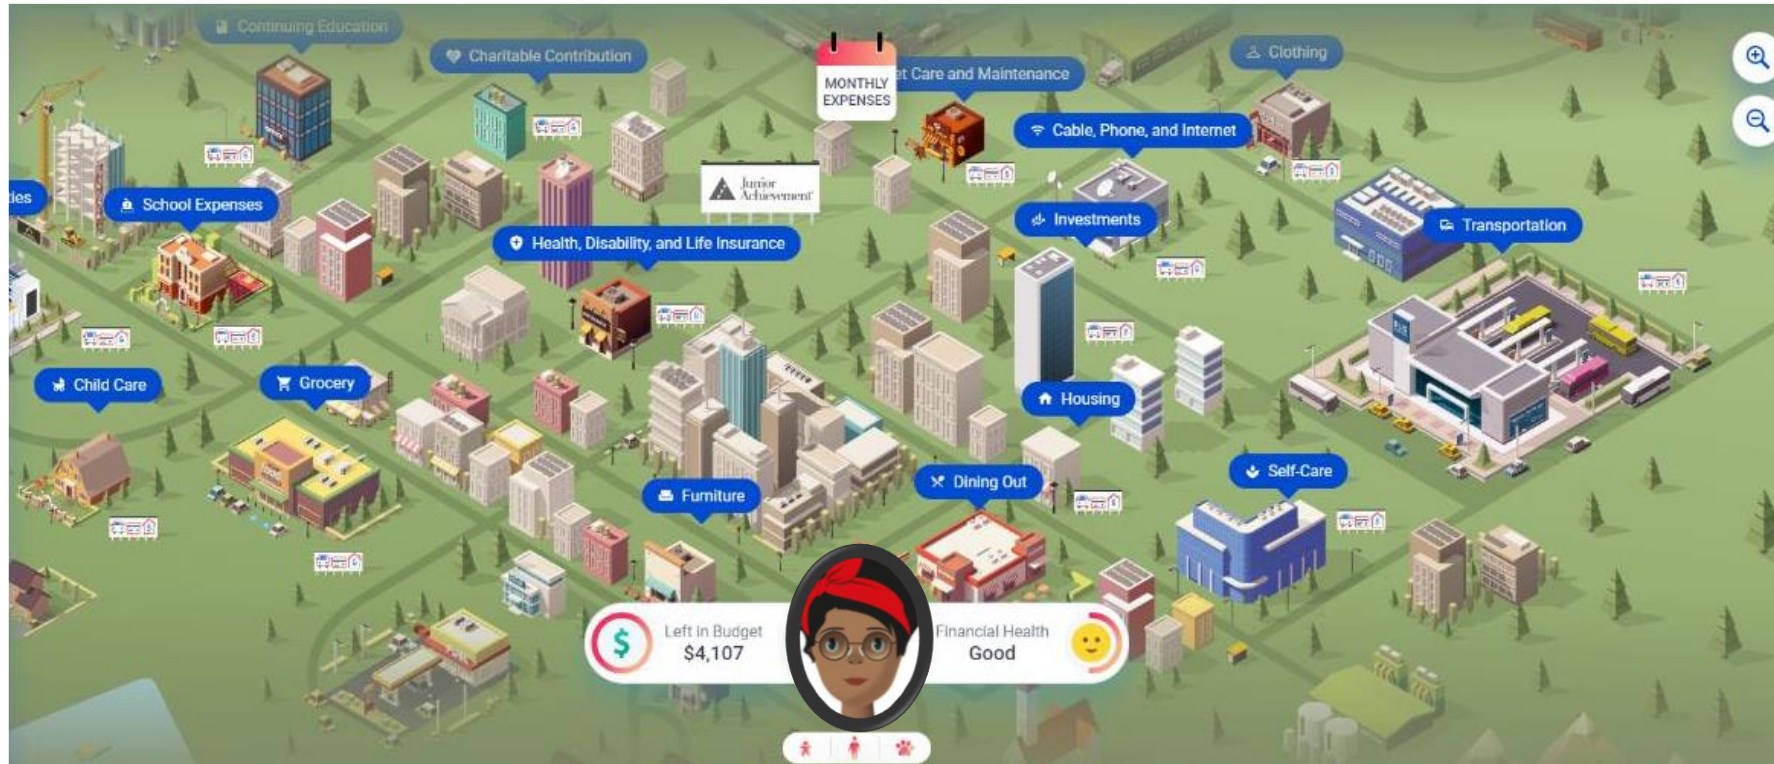 Continuing Education
Charitable Contribution
MONTHLY
EXPENSES
Care and Maintenance
Clothing
Cable, Phone, and Internet
School Expenses
Junior
Achievement
Investments
Transportation
Health, Disability, and Life Insurance
Child Care
Grocery
Housing
Self-Care
Dining Out
Furniture
Left in Budget
$4,107
Financial Health
Good